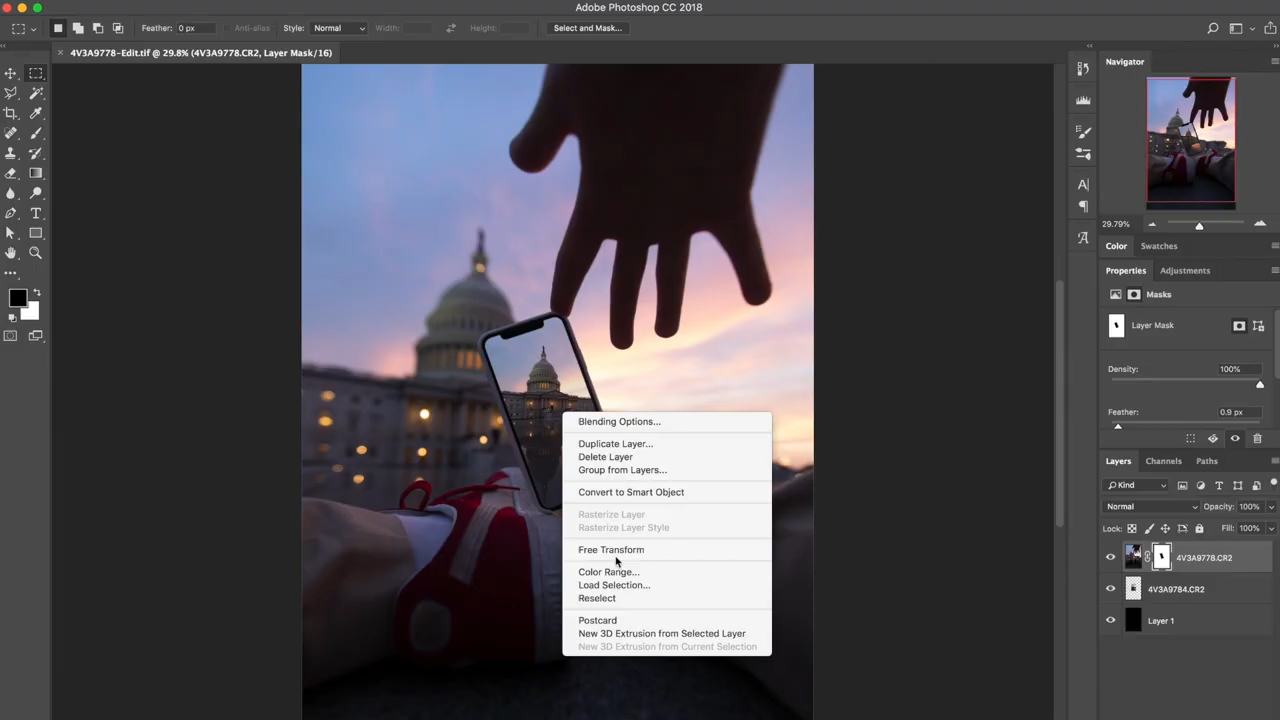 Adobe Photoshop CC 2018
Feather: 0 px Anti-alias Style: Normal Width: Height: Select and Mask...
4V3A9778-Edit.tif @ 29.8% (4V3A9778.CR2, Layer Mask/16)
Navigator
29.79%
Color Swatches
Properties Adjustments
Masks
Layer Mask
Density: 100%
Feather: 0.9 px
Layers Channels Paths
Kind
Normal Opacity: 100%
Lock: Fill: 100%
4V3A9778.CR2
4V3A9784.CR2
Layer 1
Blending Options...
Duplicate Layer...
Delete Layer
Group from Layers...
Convert to Smart Object
Rasterize Layer
Rasterize Layer Style
Free Transform
Color Range...
Load Selection...
Reselect
Postcard
New 3D Extrusion from Selected Layer
New 3D Extrusion from Current Selection